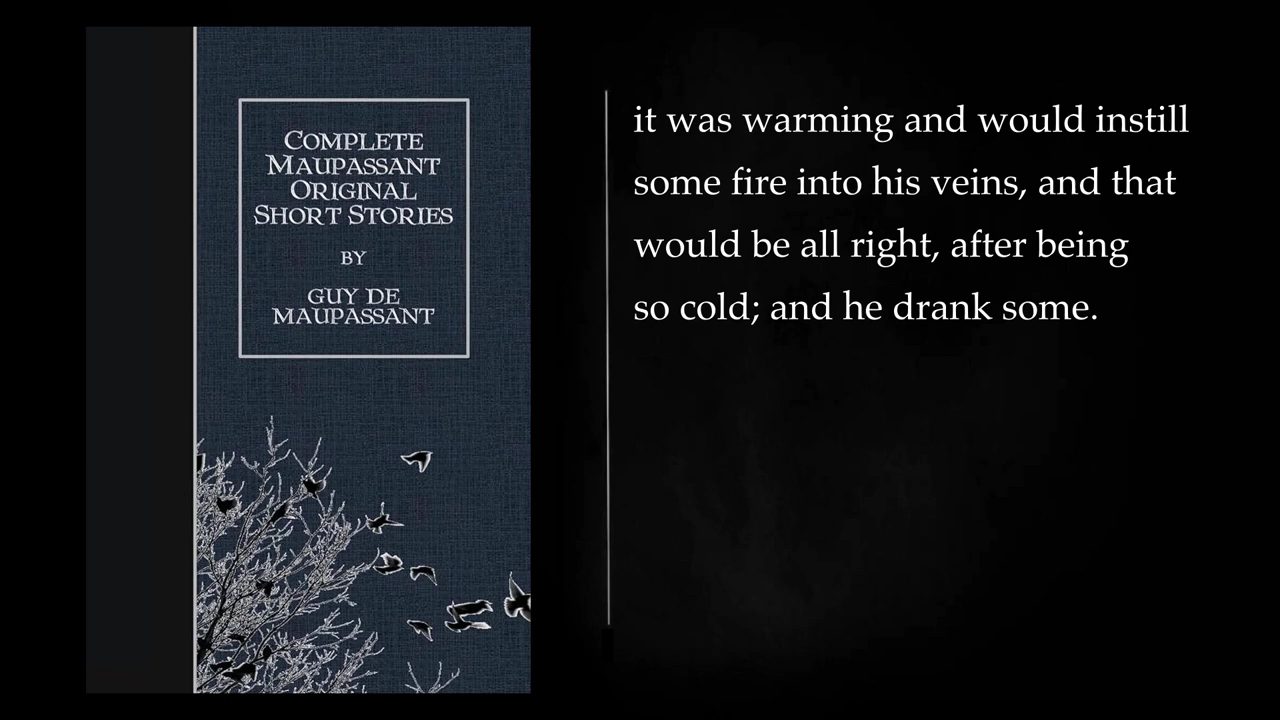 COMPLETE
MAUPASSANT
ORIGINAL
SHORT STORIES
BY
GUY DE
MAUPASSANT
it was warming and would instill
some fire into his veins, and that
would be all right, after being
so cold; and he drank some.